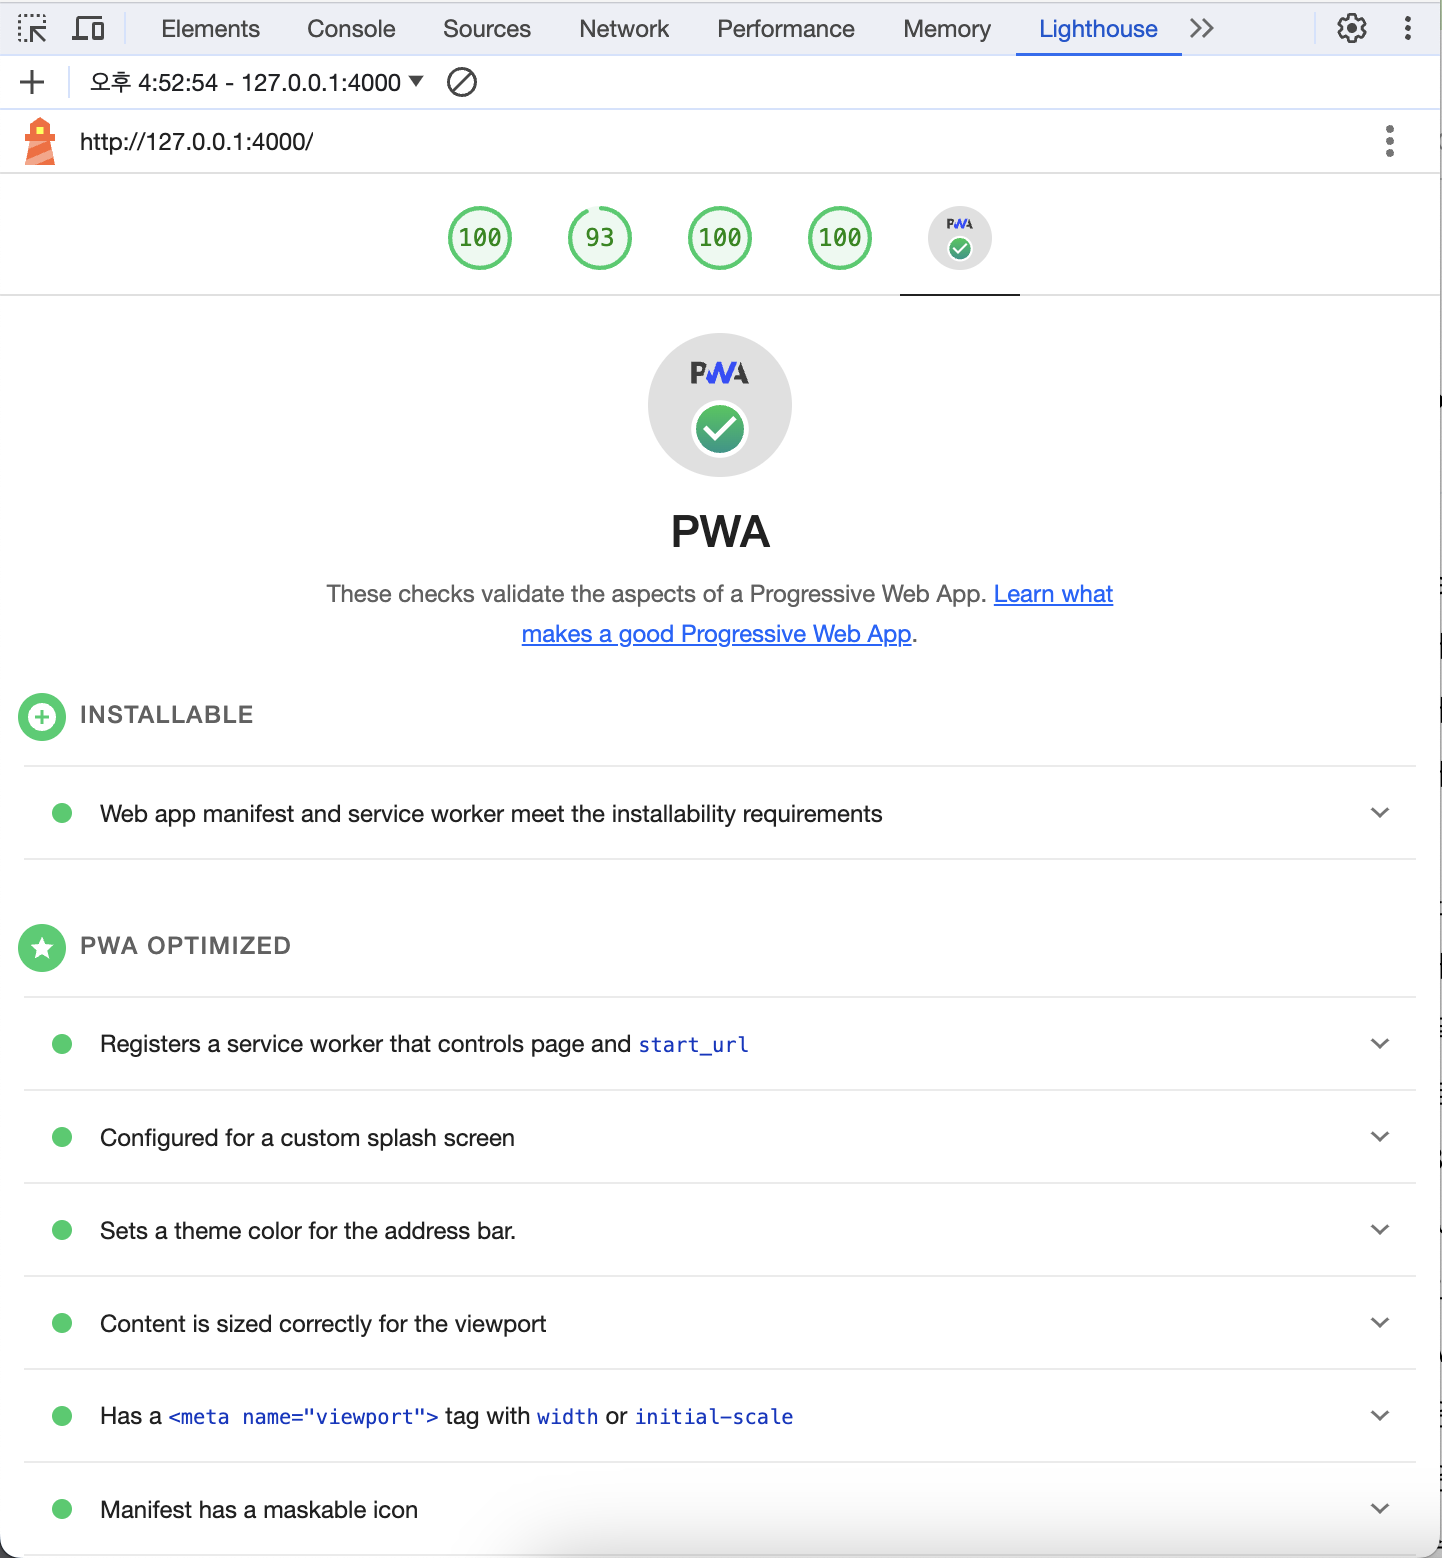 Elements Console Sources Network Performance Memory Lighthouse
오후 4:52:54 - 127.0.0.1:4000
http://127.0.0.1:4000/
100 93 100 100 PWA
PWA
PWA
These checks validate the aspects of a Progressive Web App. Learn what
makes a good Progressive Web App.
INSTALLABLE
Web app manifest and service worker meet the installability requirements
PWA OPTIMIZED
Registers a service worker that controls page and start_url
Configured for a custom splash screen
Sets a theme color for the address bar.
Content is sized correctly for the viewport
Has a <meta name="viewport"> tag with width or initial-scale
Manifest has a maskable icon